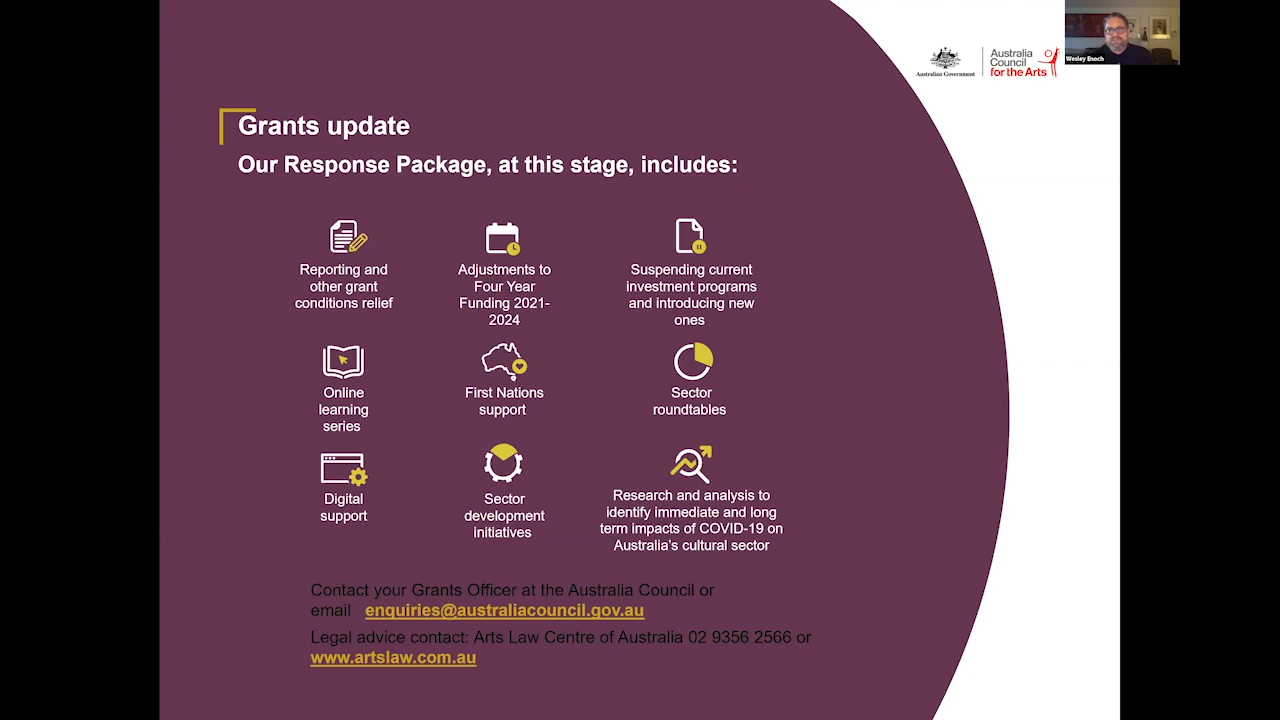 Wesley Enoch
Australian Government
Australia
Council
for the Arts
Grants update
Our Response Package, at this stage, includes:
Reporting and
other grant
conditions relief
Adjustments to
Four Year
Funding 2021-
2024
Suspending current
investment programs
and introducing new
ones
Online
learning
series
First Nations
support
Sector
roundtables
Digital
support
Sector
development
initiatives
Research and analysis to
identify immediate and long
term impacts of COVID-19 on
Australia's cultural sector
Contact your Grants Officer at the Australia Council or
email enquiries@australiacouncil.gov.au
Legal advice contact: Arts Law Centre of Australia 02 9356 2566 or
www.artslaw.com.au